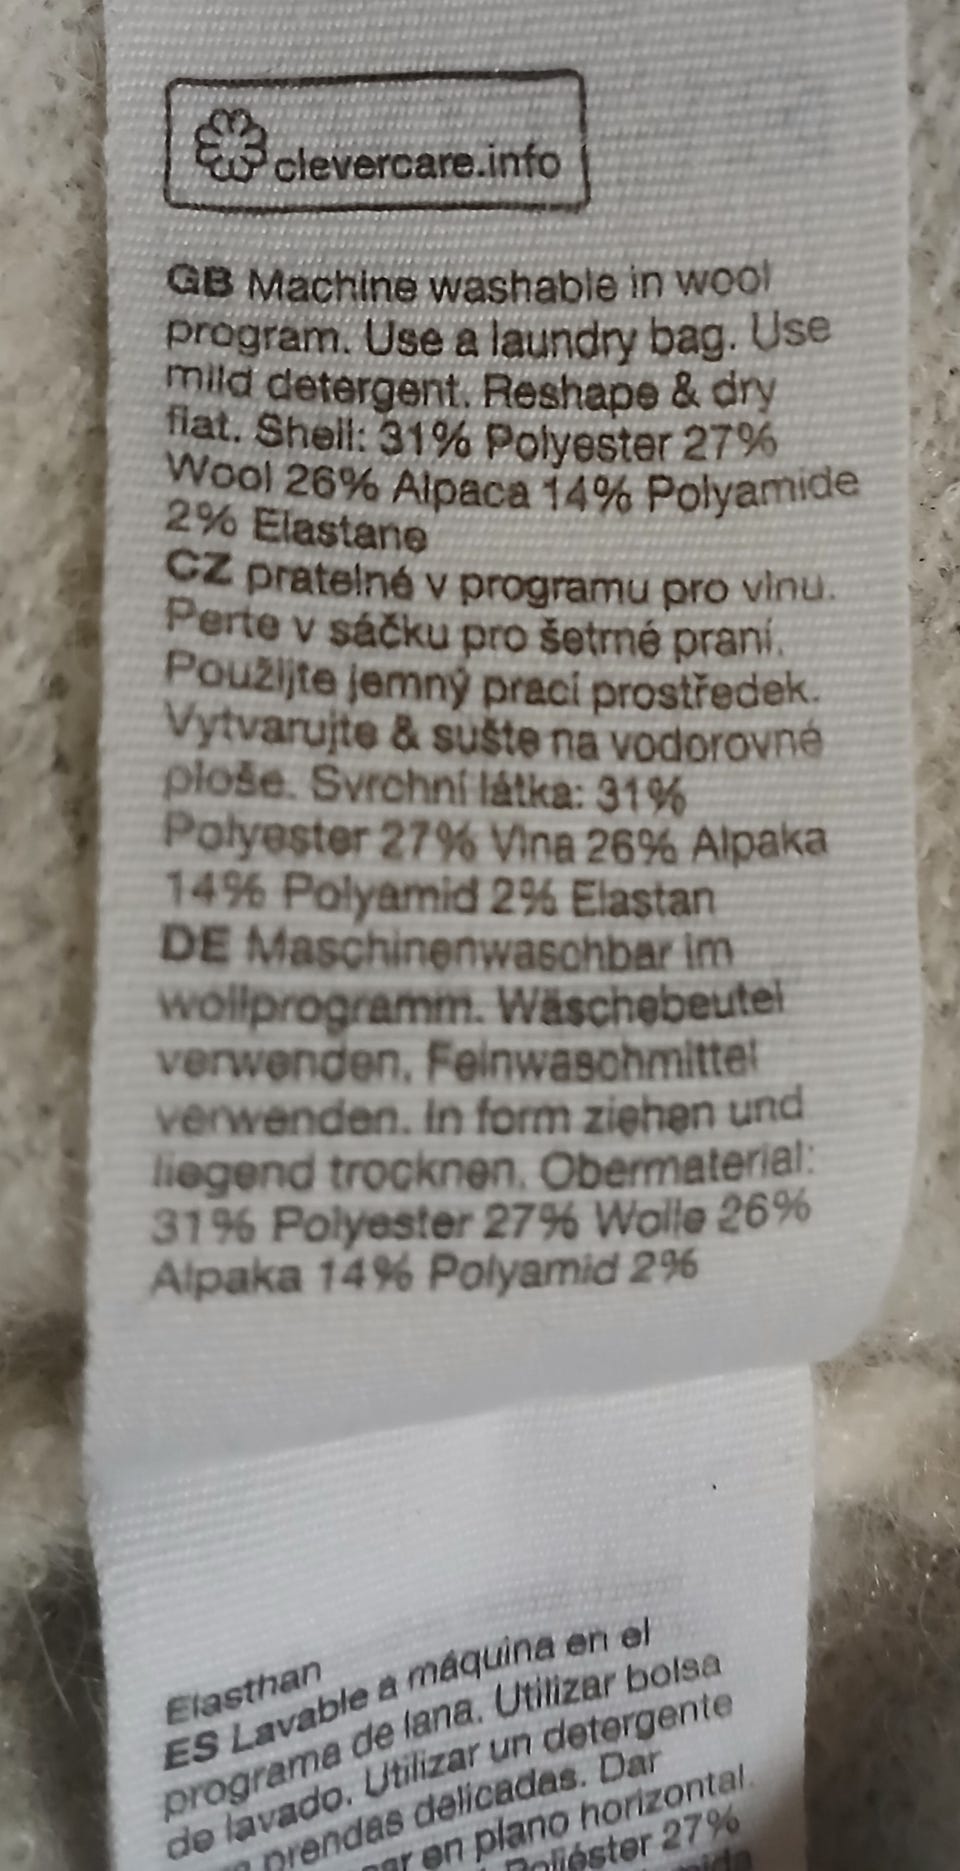 clevercare.info
GB Machine washable in wool
program. Use a laundry bag. Use
mild detergent. Reshape & dry
flat. Shell: 31% Polyester 27%
Wool 26% Alpaca 14% Polyamide
2% Elastane
CZ pratelné v programu pro vlnu.
Perte v sáčku pro šetrné praní.
Použijte jemný prací prostředek.
Vytvarujte & sušte na vodorovné
ploše. Svrchní látka: 31%
Polyester 27% Vlna 26% Alpaka
14% Polyamid 2% Elastan
DE Maschinenwaschbar im
wollprogramm. Wäschebeutel
verwenden. Feinwaschmittel
verwenden. In form ziehen und
liegend trocknen. Obermaterial:
31% Polyester 27% Wolle 26%
Alpaka 14% Polyamid 2%
Elasthan
ES Lavable a máquina en el
programa de lana. Utilizar bolsa
de lavado. Utilizar un detergente
prendas delicadas. Dar
en plano horizontal.
Poliéster 27%